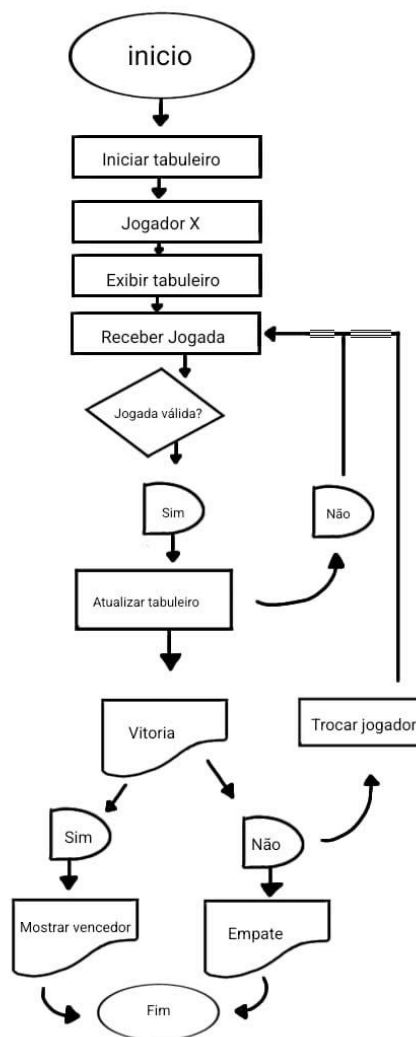 inicio
Iniciar tabuleiro
Jogador X
Exibir tabuleiro
Receber Jogada
Jogada válida?
Sim
Não
Atualizar tabuleiro
Vitoria
Trocar jogador
Sim
Não
Mostrar vencedor
Empate
Fim